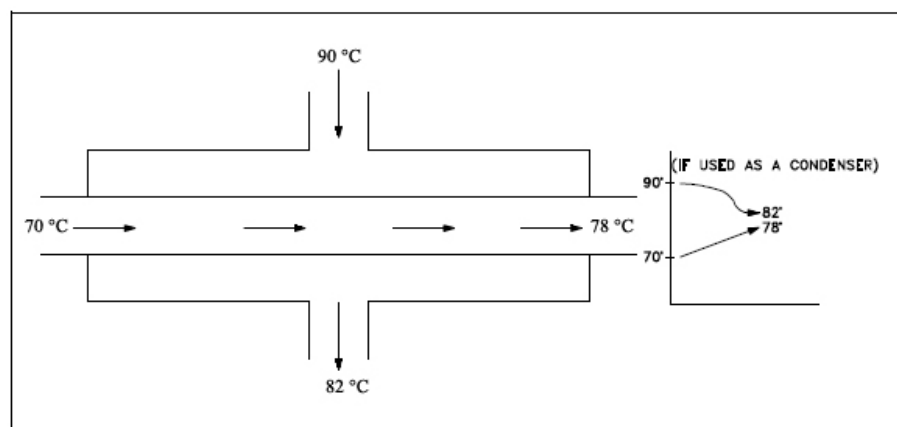 90 °C
(IF USED AS A CONDENSER)
90°
82°
70 °C
78 °C
78°
70°
82 °C